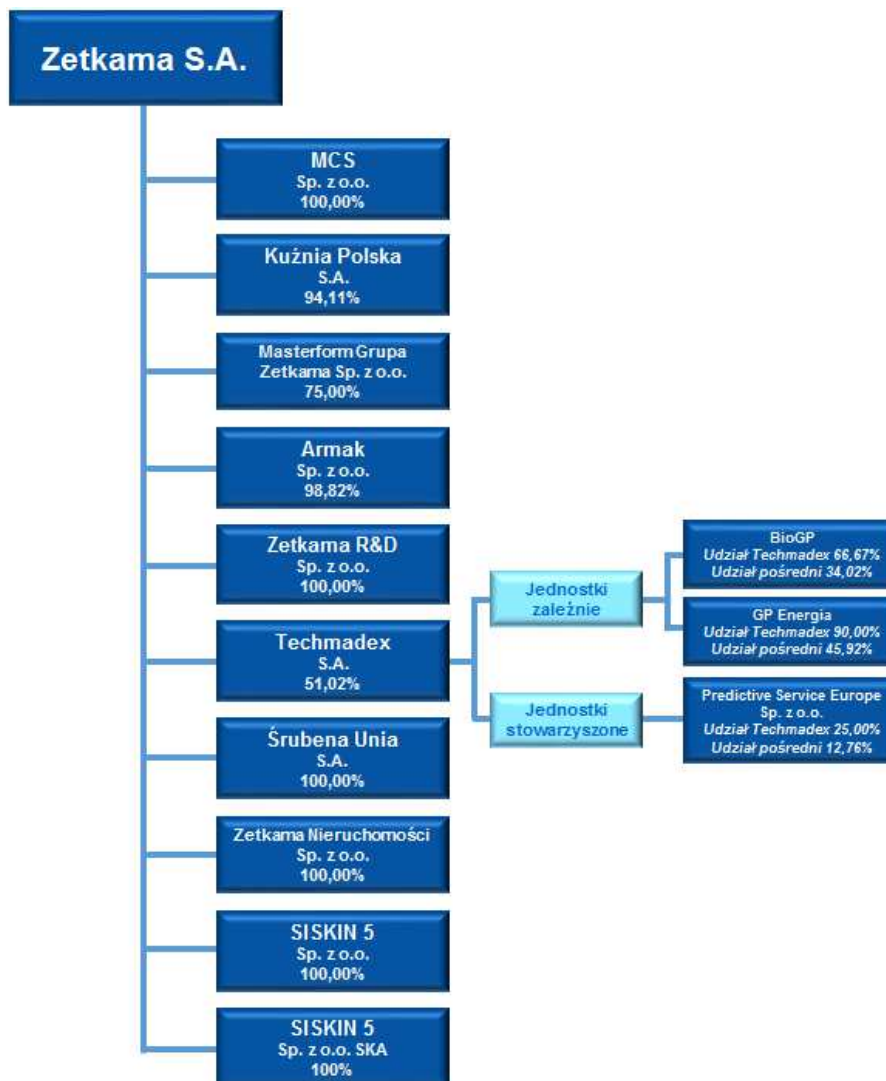 Zetkama S.A.
MCS
Sp. z o.o.
100,00%
Kuźnia Polska
S.A.
94,11%
Masterform Grupa
Zetkama Sp. z o.o.
75,00%
Armak
Sp. z o.o.
98,82%
Zetkama R&D
Sp. z o.o.
100,00%
Techmadex
S.A.
51,02%
Jednostki
zależnie
BioGP
Udział Techmadex 66,67%
Udział pośredni 34,02%
GP Energia
Udział Techmadex 90,00%
Udział pośredni 45,92%
Jednostki
stowarzyszone
Predictive Service Europe
Sp. z o.o.
Udział Techmadex 25,00%
Udział pośredni 12,76%
Śrubena Unia
S.A.
100,00%
Zetkama Nieruchomości
Sp. z o.o.
100,00%
SISKIN 5
Sp. z o.o.
100,00%
SISKIN 5
Sp. z o.o. SKA
100%